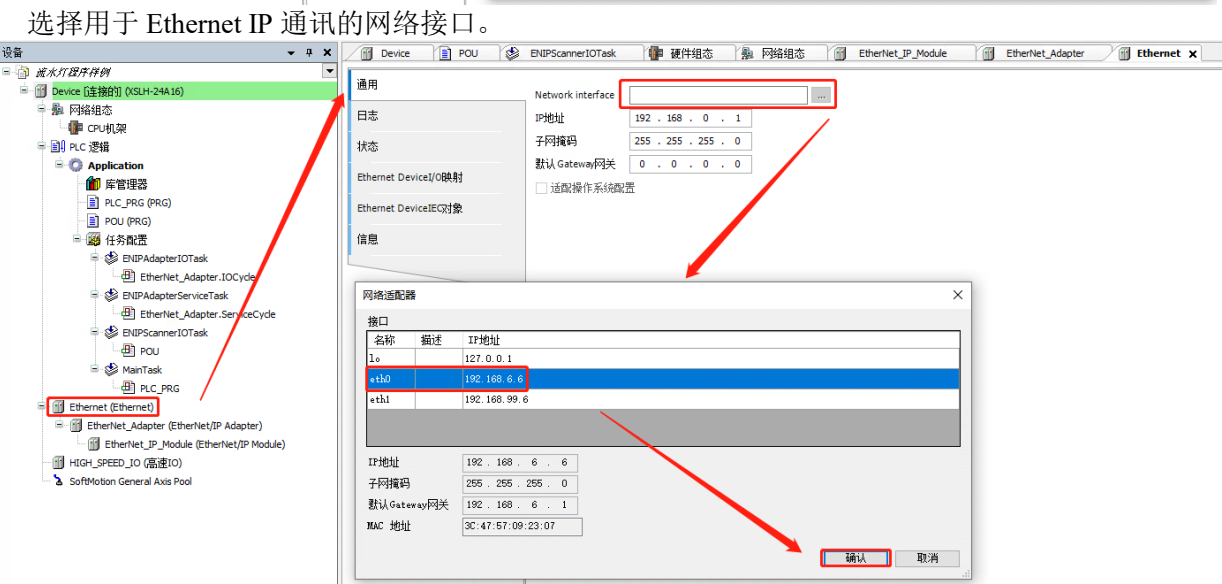 选择用于 Ethernet IP 通讯的网络接口。
设备
流水灯程序样例
Device [连接的] (XSLH-24A16)
网络组态
CPU机架
PLC 逻辑
Application
库管理器
PLC_PRG (PRG)
POU (PRG)
任务配置
ENIPAdapterIOTask
EtherNet_Adapter.IOCycle
ENIPAdapterServiceTask
EtherNet_Adapter.ServiceCycle
ENIPScannerIOTask
POU
MainTask
PLC_PRG
Ethernet (Ethernet)
EtherNet_Adapter (EtherNet/IP Adapter)
EtherNet_IP_Module (EtherNet/IP Module)
HIGH_SPEED_IO (高速IO)
SoftMotion General Axis Pool
Device POU ENIPScannerIOTask 硬件组态 网络组态 EtherNet_IP_Module EtherNet_Adapter Ethernet
通用
日志
状态
Ethernet DeviceI/O映射
Ethernet DeviceIEC对象
信息
Network interface ...
IP地址 192 . 168 . 0 . 1
子网掩码 255 . 255 . 255 . 0
默认 Gateway网关 0 . 0 . 0 . 0
适配操作系统配置
网络适配器
接口
名称 描述 IP地址
lo 127.0.0.1
eth0 192.168.6.6
eth1 192.168.99.6
IP地址 192 . 168 . 6 . 6
子网掩码 255 . 255 . 255 . 0
默认Gateway网关 192 . 168 . 6 . 1
MAC 地址 3C:47:57:09:23:07
确认 取消